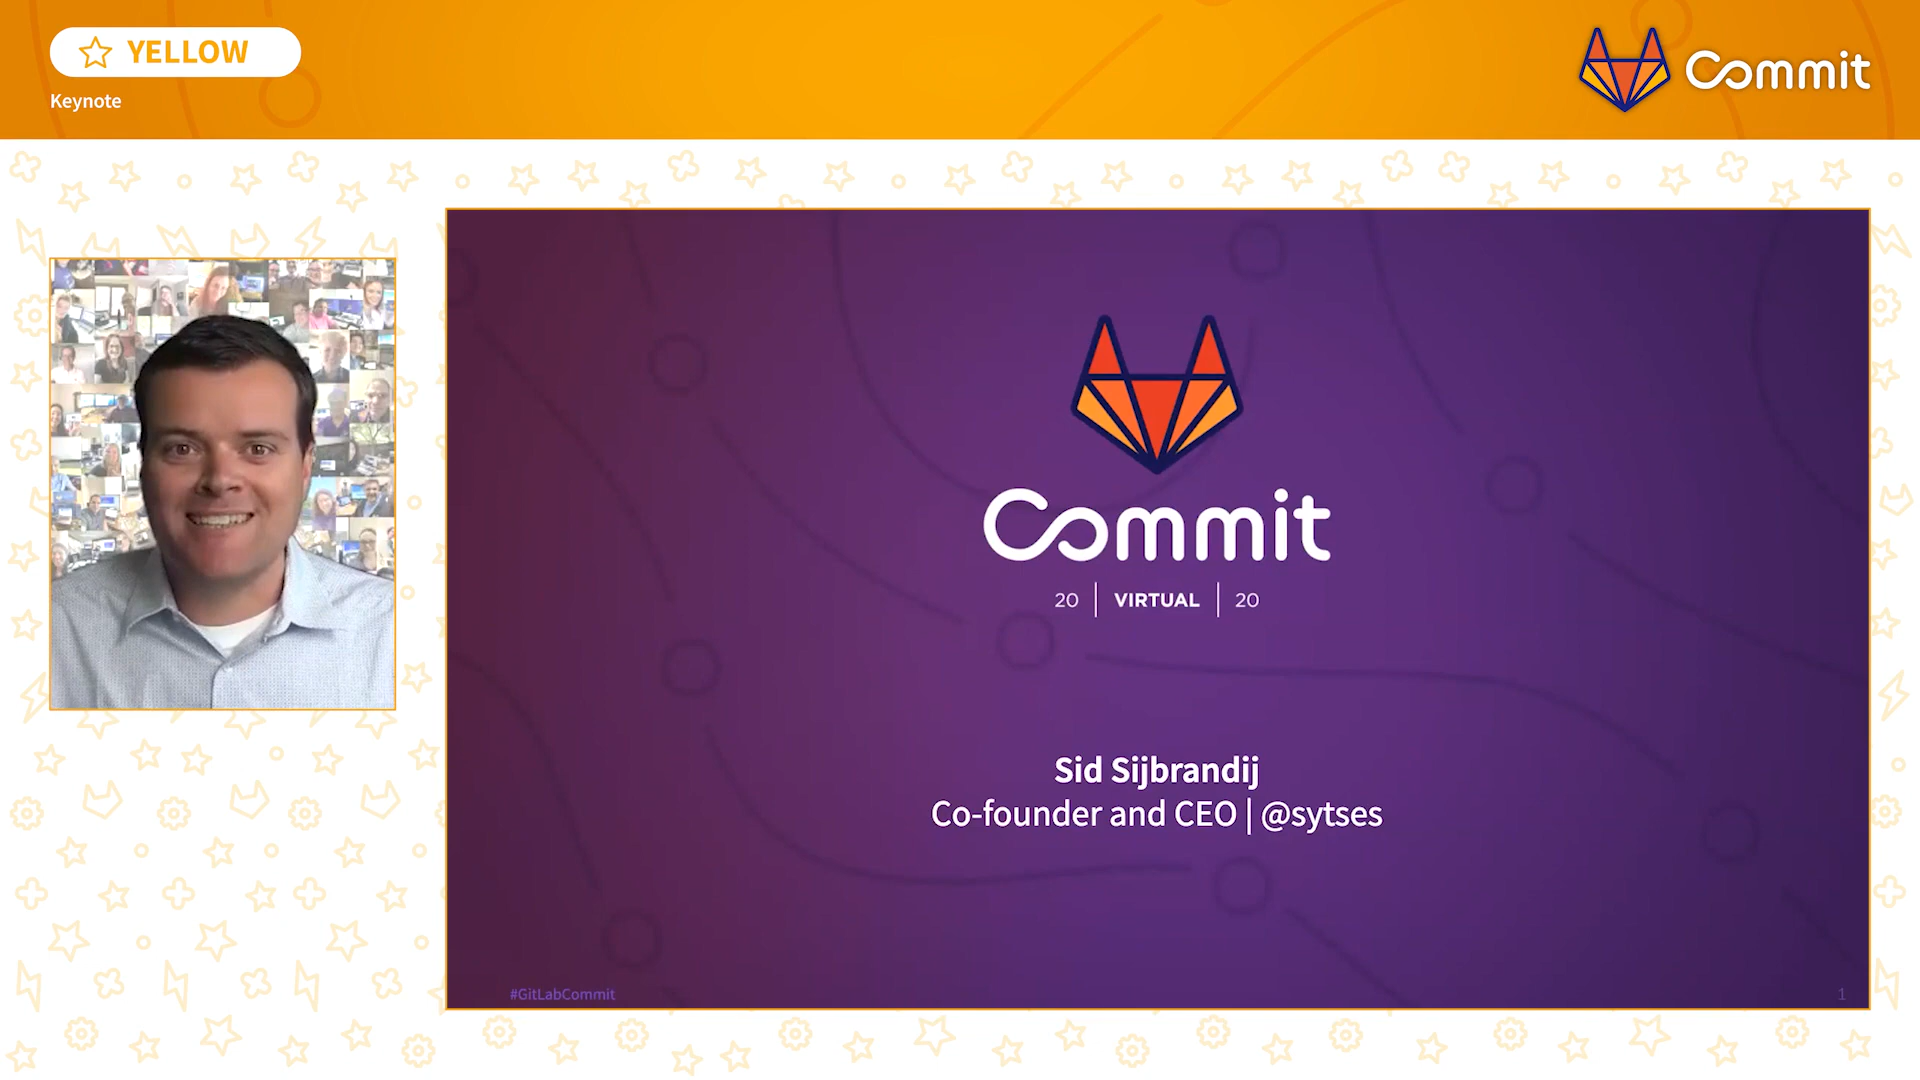 YELLOW
Keynote
Commit
Commit
20 | VIRTUAL | 20
Sid Sijbrandij
Co-founder and CEO | @sytses
#GitLabCommit
1